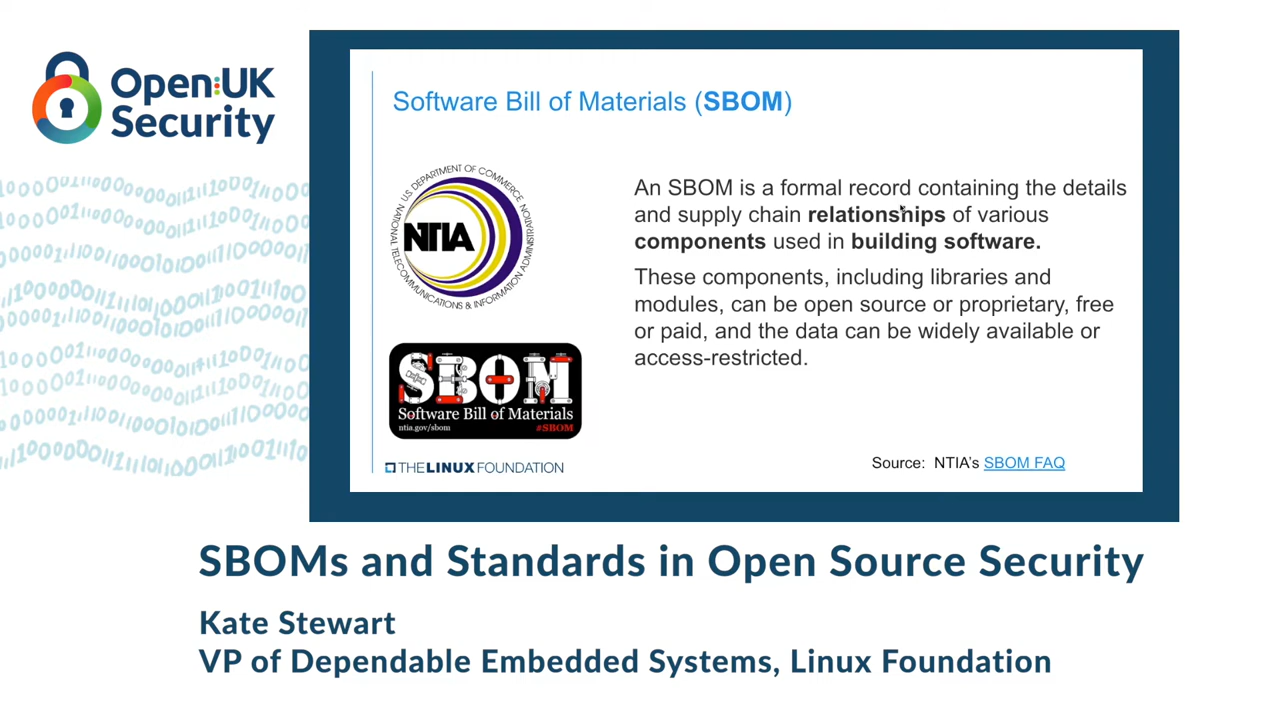 Open:UK
Security
Software Bill of Materials (SBOM)
U.S. DEPARTMENT OF COMMERCE
NATIONAL TELECOMMUNICATIONS & INFORMATION ADMINISTRATION
NTIA
An SBOM is a formal record containing the details
and supply chain relationships of various
components used in building software.
These components, including libraries and
modules, can be open source or proprietary, free
or paid, and the data can be widely available or
access-restricted.
SBOM
Software Bill of Materials
ntia.gov/sbom #SBOM
THE LINUX FOUNDATION
Source: NTIA’s SBOM FAQ
SBOMs and Standards in Open Source Security
Kate Stewart
VP of Dependable Embedded Systems, Linux Foundation